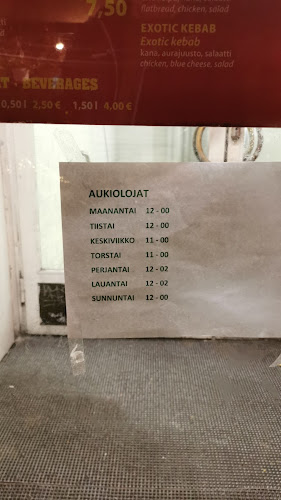 7,50
flatbread, chicken, salad
EXOTIC KEBAB
Exotic kebab
kana, aurajuusto, salaatti
chicken, blue cheese, salad
T - BEVERAGES
0,50l 2,50 € 1,50l 4,00 €
AUKIOLOJAT
MAANANTAI 12 - 00
TIISTAI 12 - 00
KESKIVIIKKO 11 - 00
TORSTAI 11 - 00
PERJANTAI 12 - 02
LAUANTAI 12 - 02
SUNNUNTAI 12 - 00